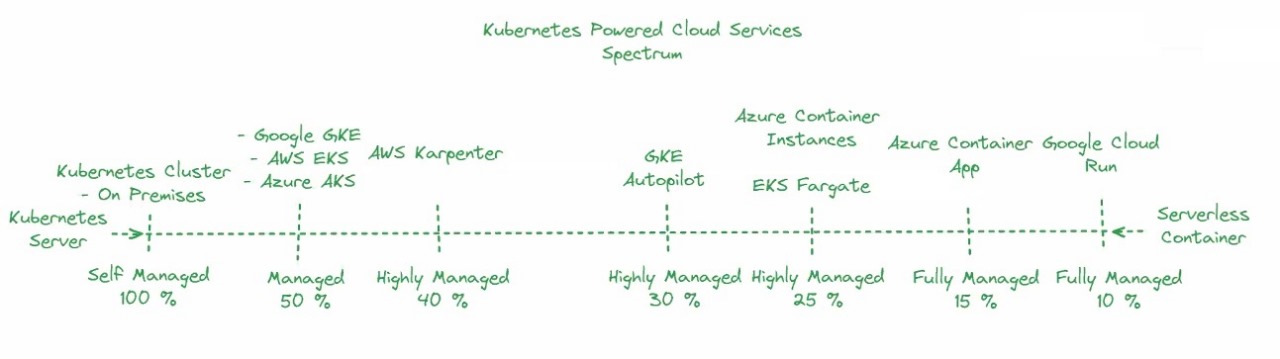 Kubernetes Powered Cloud Services
Spectrum
Kubernetes Cluster
- On Premises
- Google GKE
- AWS EKS
- Azure AKS
AWS Karpenter
GKE
Autopilot
Azure Container
Instances
EKS Fargate
Azure Container
App
Google Cloud
Run
Kubernetes
Server
Serverless
Container
Self Managed
100 %
Managed
50 %
Highly Managed
40 %
Highly Managed
30 %
Highly Managed
25 %
Fully Managed
15 %
Fully Managed
10 %